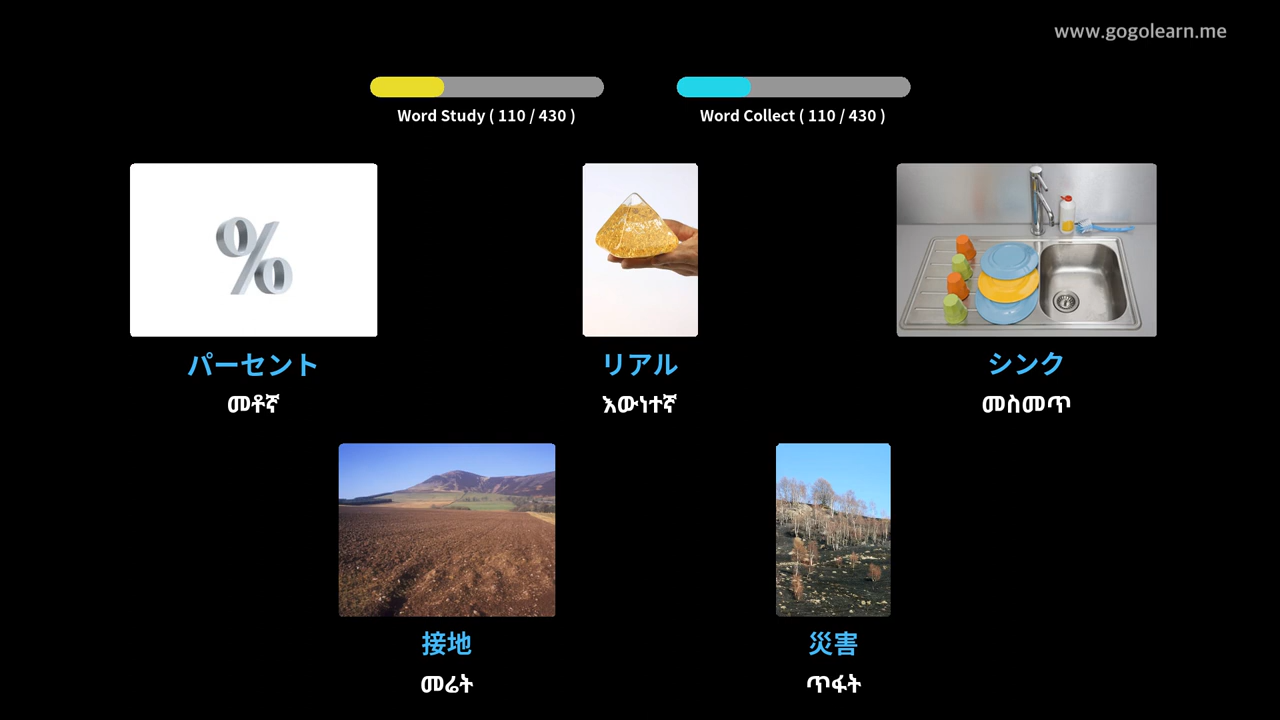 www.gogolearn.me
Word Study ( 110 / 430 )
Word Collect ( 110 / 430 )
%
パーセント
リアル
シンク
መቶኛ
እውነተኛ
መስመጥ
接地
災害
መሬት
ጥፋት